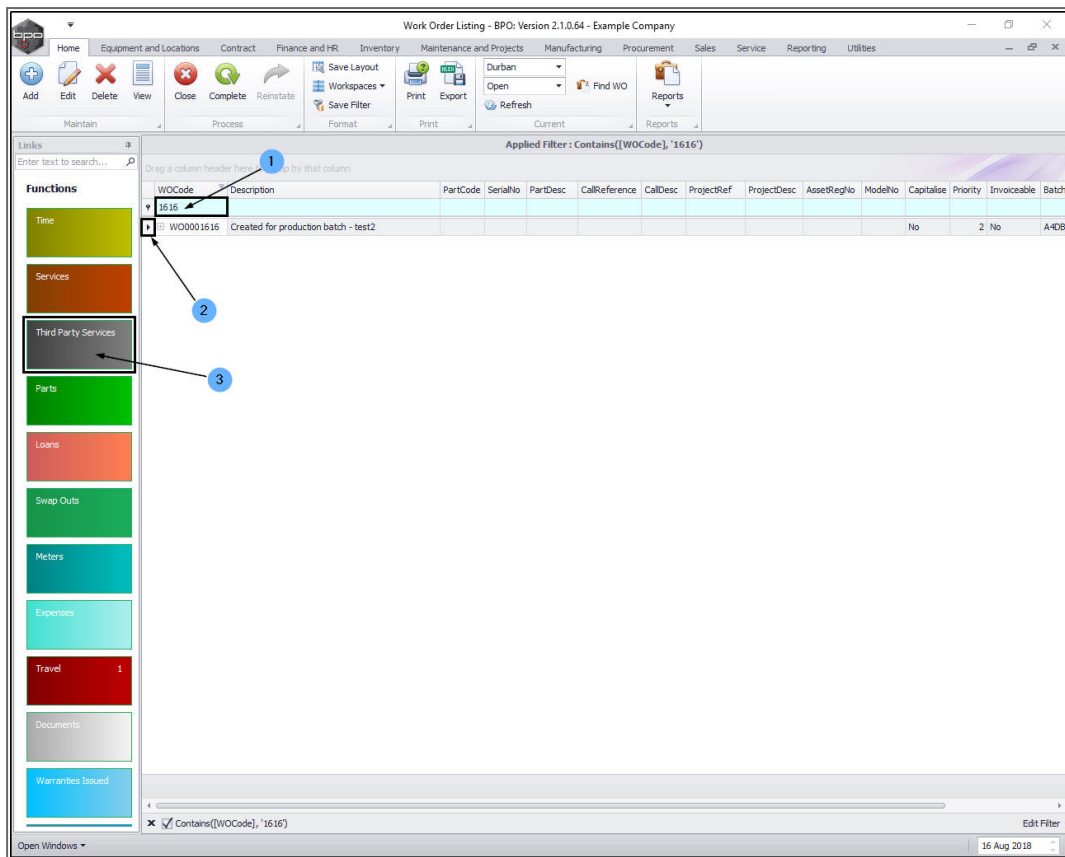 Work Order Listing - BPO: Version 2.1.0.64 - Example Company
bpo
Home Equipment and Locations Contract Finance and HR Inventory Maintenance and Projects Manufacturing Procurement Sales Service Reporting Utilities
Add Edit Delete View Close Complete Reinstate
Save Layout
Workspaces
Save Filter
Print Export
Durban
Open
Refresh
Find WO
Reports
Maintain Process Format Print Current Reports
Links
Enter text to search...
Functions
Time
Services
Third Party Services
Parts
Loans
Swap Outs
Meters
Expenses
Travel 1
Documents
Warranties Issued
Applied Filter : Contains([WOCode], '1616')
Drag a column header here by that column
1
WOCode Description PartCode SerialNo PartDesc CallReference CallDesc ProjectRef ProjectDesc AssetRegNo ModelNo Capitalise Priority Invoiceable Batch
1616
WO0001616 Created for production batch - test2 No 2 No A4DB
2
3
Contains([WOCode], '1616') Edit Filter
Open Windows 16 Aug 2018